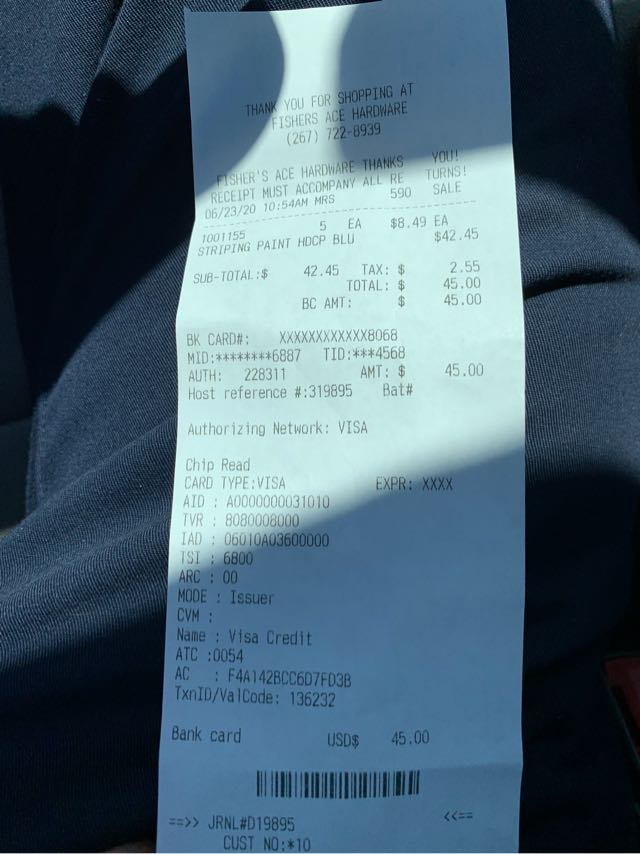 THANK YOU FOR SHOPPING AT
FISHERS ACE HARDWARE
(267) 722-8939
FISHER'S ACE HARDWARE THANKS YOU!
RECEIPT MUST ACCOMPANY ALL RE TURNS!
06/23/20 10:54AM MRS 590 SALE
1001155 5 EA $8.49 EA
STRIPING PAINT HDCP BLU $42.45
SUB-TOTAL:$ 42.45 TAX: $ 2.55
TOTAL: $ 45.00
BC AMT: $ 45.00
BK CARD#: XXXXXXXXXXXX8068
MID:********6887 TID:***4568
AUTH: 228311 AMT: $ 45.00
Host reference #:319895 Bat#
Authorizing Network: VISA
Chip Read
CARD TYPE:VISA EXPR: XXXX
AID : A0000000031010
TVR : 8080008000
IAD : 06010A03600000
TSI : 6800
ARC : 00
MODE : Issuer
CVM :
Name : Visa Credit
ATC :0054
AC : F4A142BCC6D7FD3B
TxnID/ValCode: 136232
Bank card USD$ 45.00
==>> JRNL#D19895 <<==
CUST NO:*10